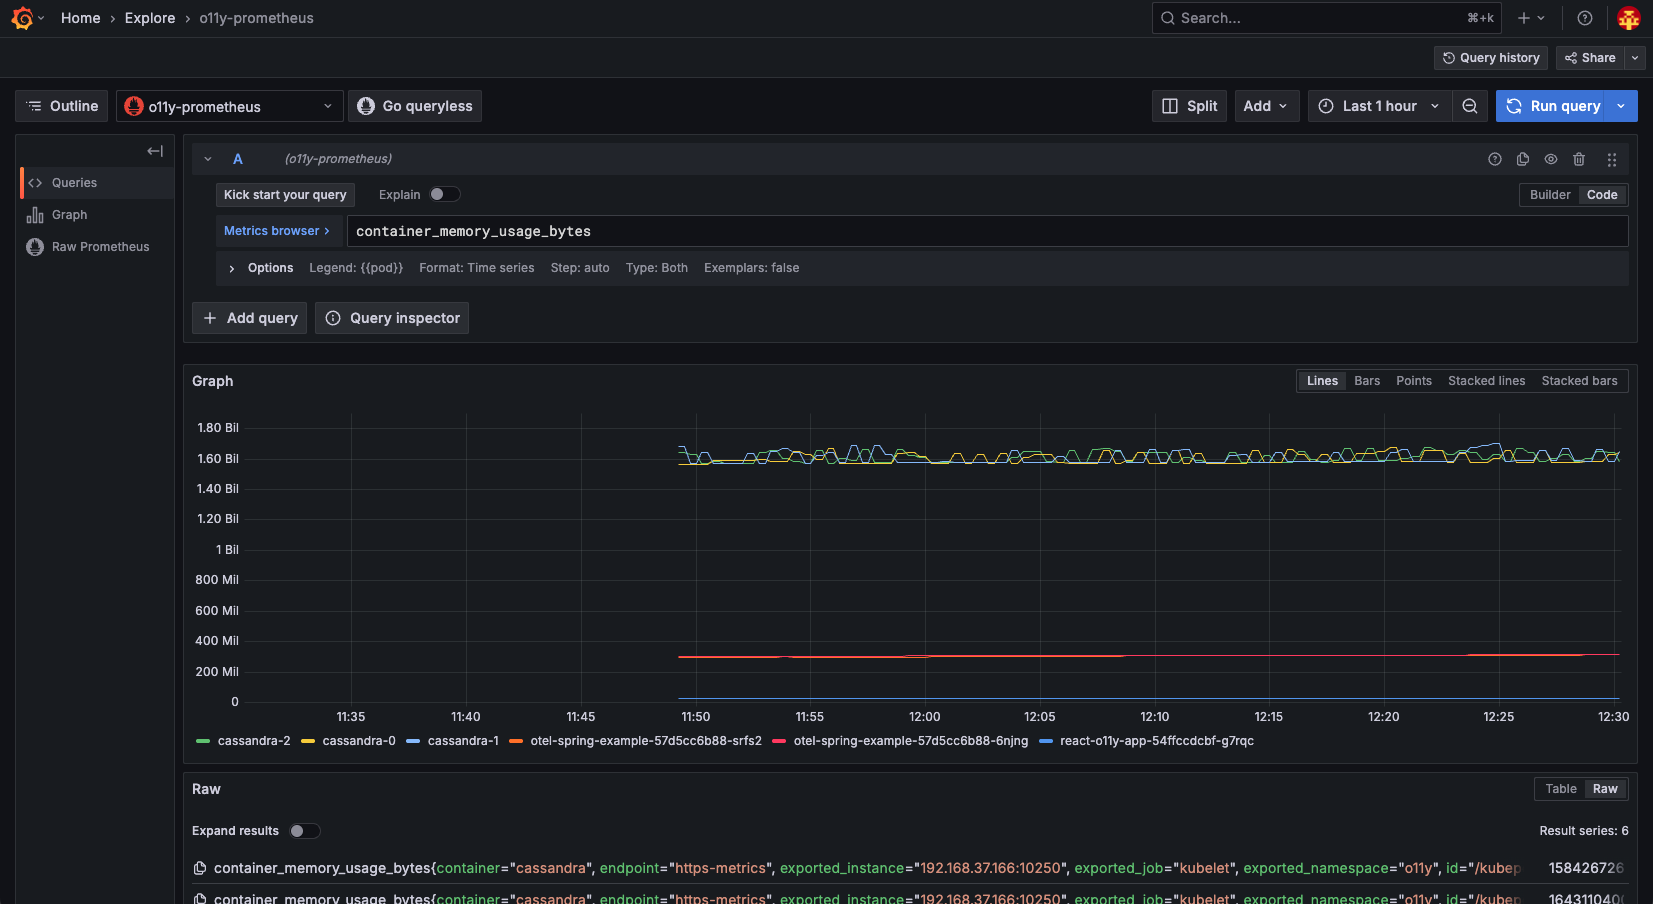 Home › Explore › o11y-prometheus
Search... ⌘+k
Query history Share
Outline o11y-prometheus Go queryless Split Add Last 1 hour Run query
Queries
Graph
Raw Prometheus
A (o11y-prometheus)
Kick start your query Explain Builder Code
Metrics browser › container_memory_usage_bytes
Options Legend: {{pod}} Format: Time series Step: auto Type: Both Exemplars: false
+ Add query Query inspector
Graph Lines Bars Points Stacked lines Stacked bars
1.80 Bil
1.60 Bil
1.40 Bil
1.20 Bil
1 Bil
800 Mil
600 Mil
400 Mil
200 Mil
0
11:35 11:40 11:45 11:50 11:55 12:00 12:05 12:10 12:15 12:20 12:25 12:30
cassandra-2 cassandra-0 cassandra-1 otel-spring-example-57d5cc6b88-srfs2 otel-spring-example-57d5cc6b88-6njng react-o11y-app-54ffccdcbf-g7rqc
Raw Table Raw
Expand results Result series: 6
container_memory_usage_bytes{container="cassandra", endpoint="https-metrics", exported_instance="192.168.37.166:10250", exported_job="kubelet", exported_namespace="o11y", id="/kubep 158426726
container_memory_usage_bytes{container="cassandra", endpoint="https-metrics", exported_instance="192.168.37.166:10250", exported_job="kubelet", exported_namespace="o11y", id="/kubep 164311040